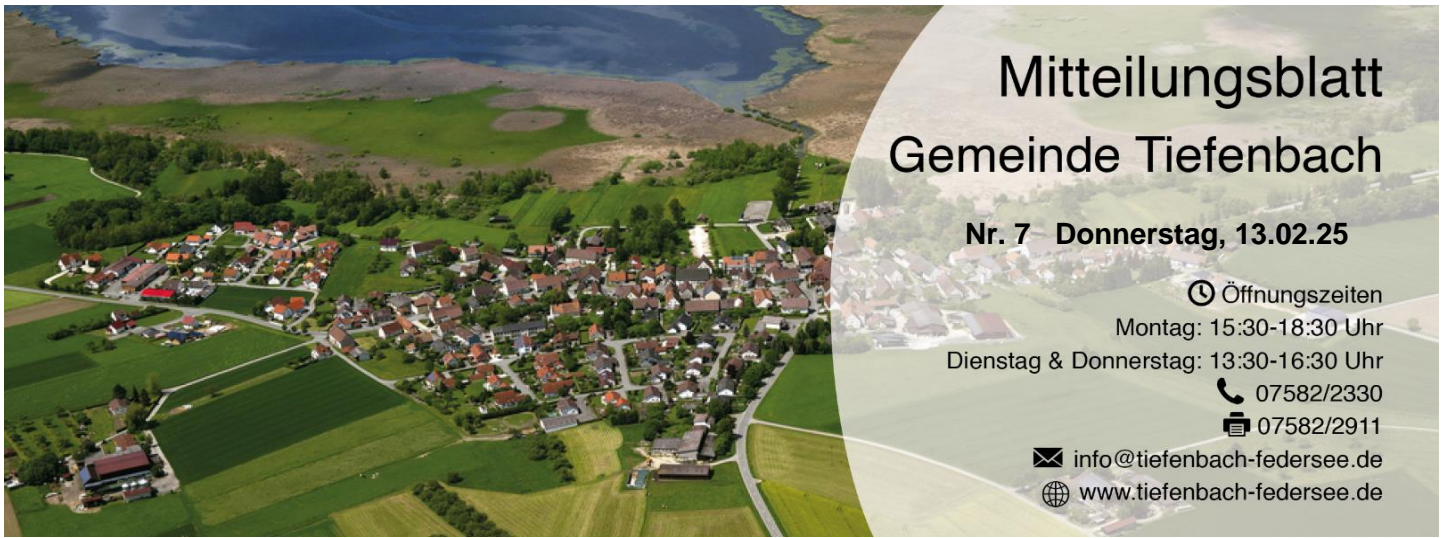 Mitteilungsblatt
Gemeinde Tiefenbach
Nr. 7 Donnerstag, 13.02.25
Öffnungszeiten
Montag: 15:30-18:30 Uhr
Dienstag & Donnerstag: 13:30-16:30 Uhr
07582/2330
07582/2911
info@tiefenbach-federsee.de
www.tiefenbach-federsee.de